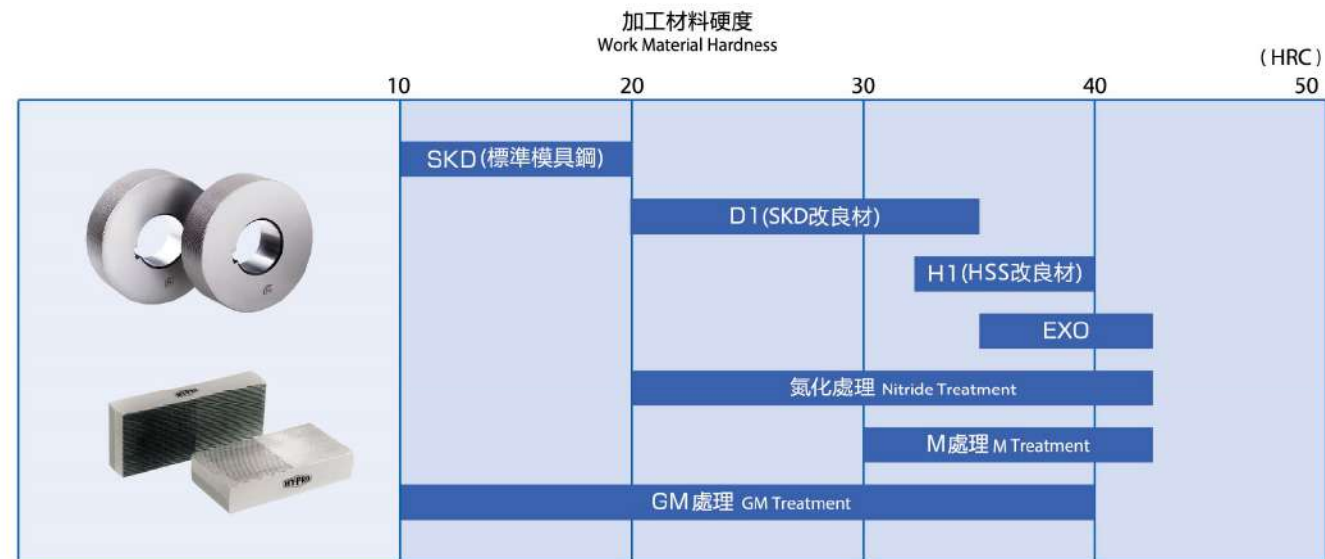 加工材料硬度
Work Material Hardness
(HRC)
10 20 30 40 50
SKD(標準模具鋼)
D1(SKD改良材)
H1(HSS改良材)
EXO
氮化處理 Nitride Treatment
M處理 M Treatment
GM處理 GM Treatment
HYPRO
HYPRO